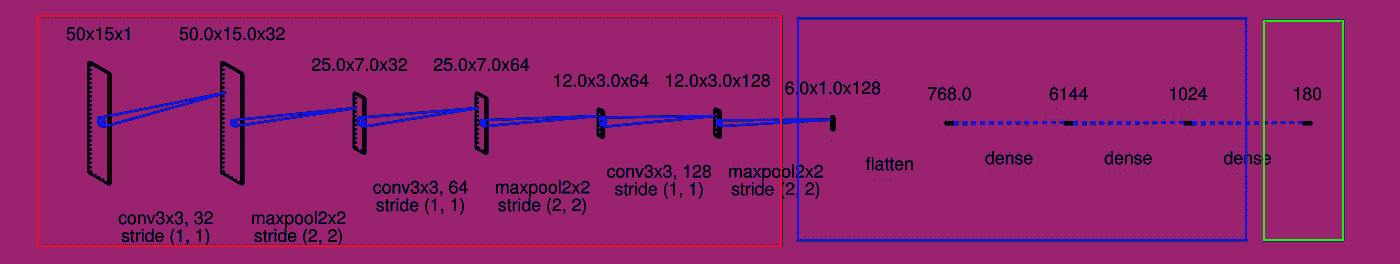 50x15x1
50.0x15.0x32
25.0x7.0x32
25.0x7.0x64
12.0x3.0x64
12.0x3.0x128
6.0x1.0x128
768.0
6144
1024
180
conv3x3, 32
stride (1, 1)
maxpool2x2
stride (2, 2)
conv3x3, 64
stride (1, 1)
maxpool2x2
stride (2, 2)
conv3x3, 128
stride (1, 1)
maxpool2x2
stride (2, 2)
flatten
dense
dense
dense